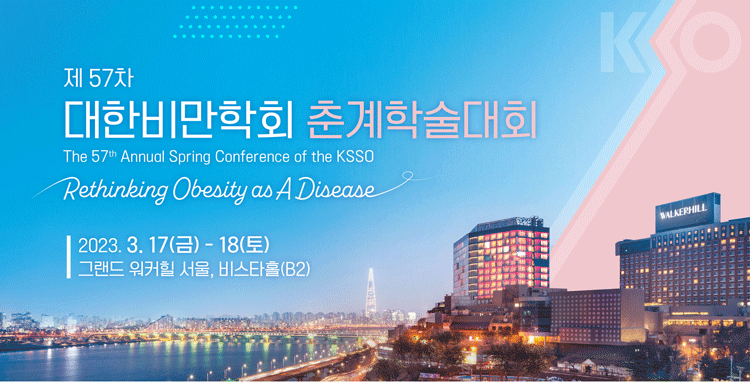 KSSO
제 57차
대한비만학회 춘계학술대회
The 57th Annual Spring Conference of the KSSO
Rethinking Obesity as A Disease
2023. 3. 17(금) - 18(토)
그랜드 워커힐 서울, 비스타홀(B2)
WALKERHILL